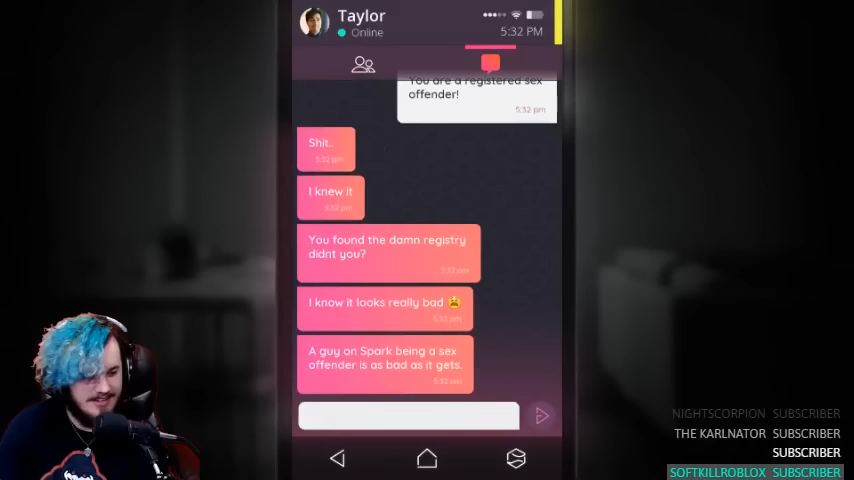 Taylor
Online
5:32 PM
You are a registered sex
offender!
5:32 pm
Shit..
5:32 pm
I knew it
5:32 pm
You found the damn registry
didnt you?
5:32 pm
I know it looks really bad 😫
5:32 pm
A guy on Spark being a sex
offender is as bad as it gets.
5:32 pm
NIGHTSCORPION SUBSCRIBER
THE KARLNATOR SUBSCRIBER
SUBSCRIBER
SOFTKILLROBLOX SUBSCRIBER